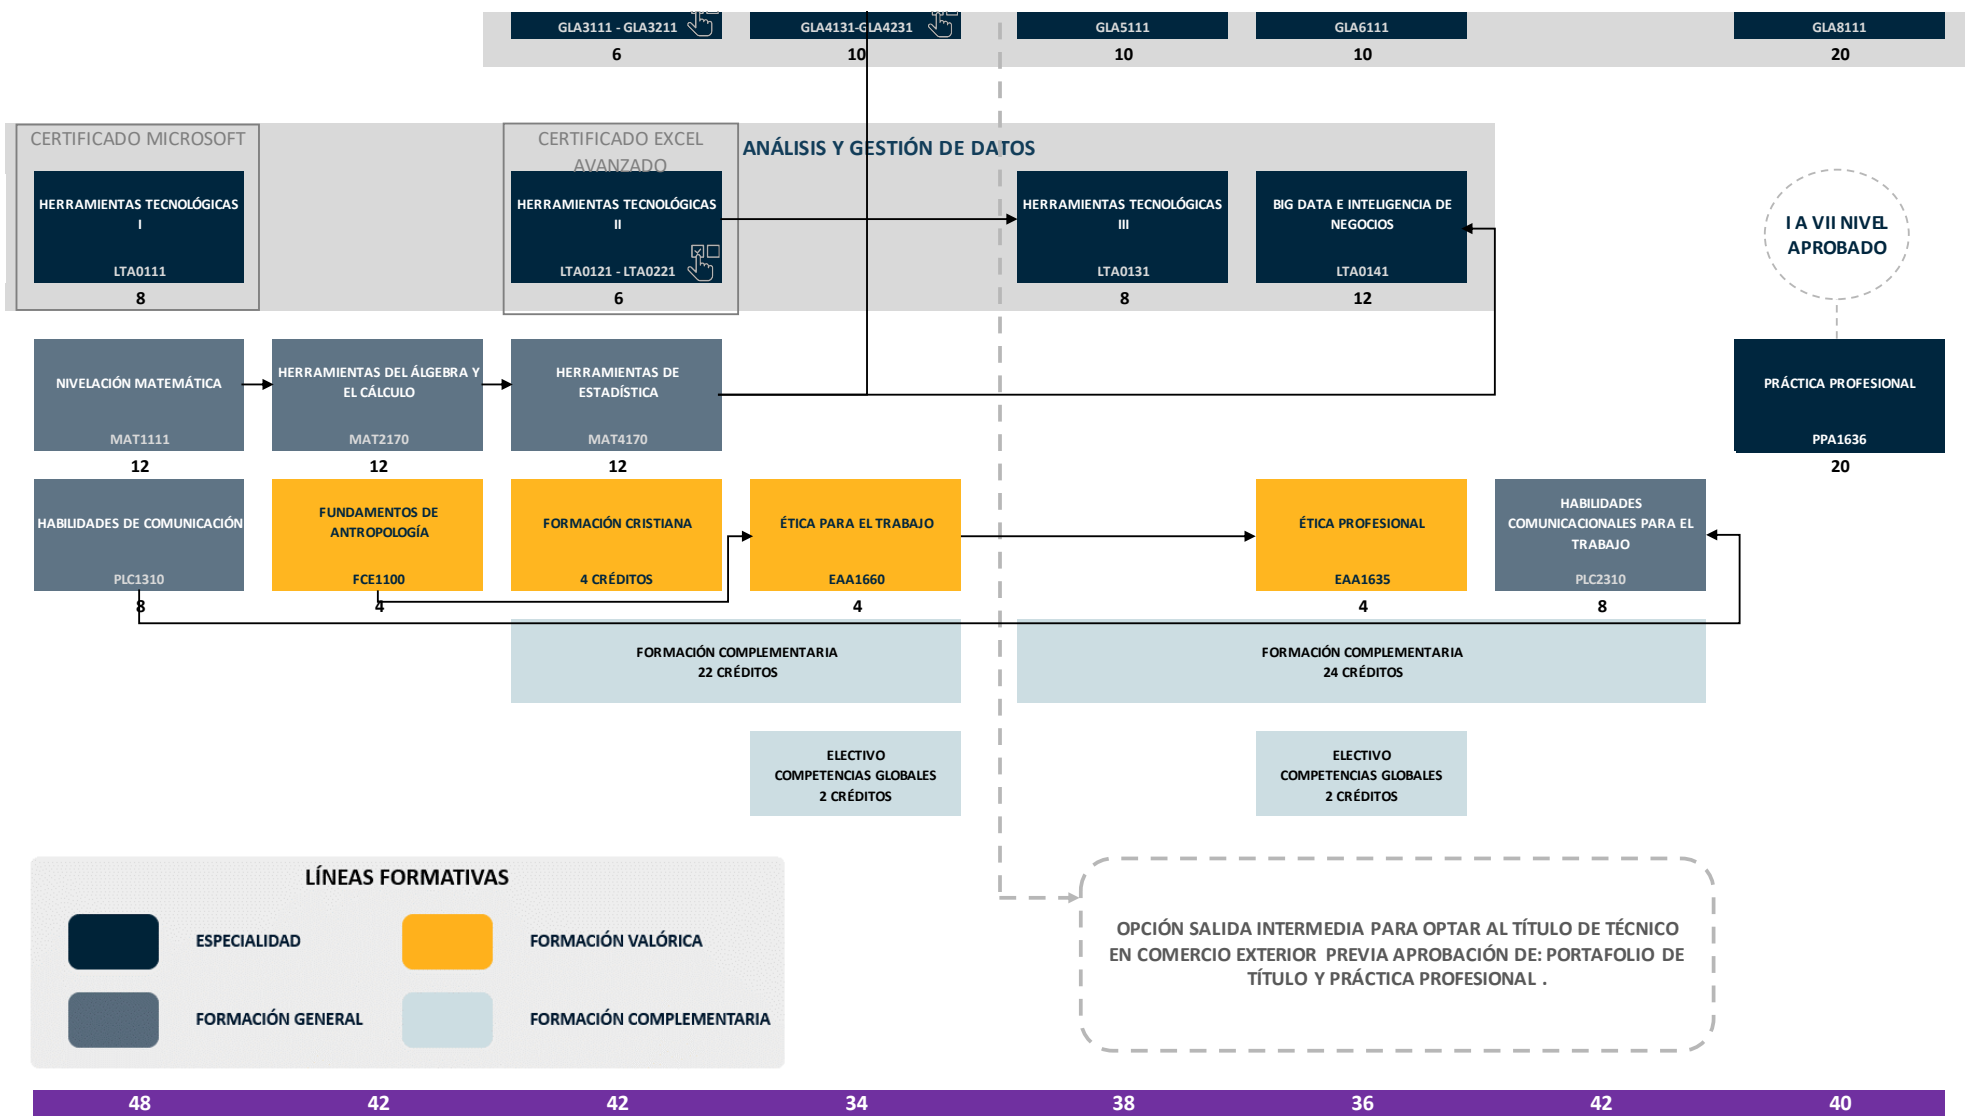 GLA3111 - GLA3211
GLA4131-GLA4231
GLA5111
GLA6111
GLA8111
6
10
10
10
20
CERTIFICADO MICROSOFT
CERTIFICADO EXCEL
AVANZADO
ANÁLISIS Y GESTIÓN DE DATOS
HERRAMIENTAS TECNOLÓGICAS
I
LTA0111
8
HERRAMIENTAS TECNOLÓGICAS
II
LTA0121 - LTA0221
6
HERRAMIENTAS TECNOLÓGICAS
III
LTA0131
8
BIG DATA E INTELIGENCIA DE
NEGOCIOS
LTA0141
12
I A VII NIVEL
APROBADO
NIVELACIÓN MATEMÁTICA
MAT1111
12
HERRAMIENTAS DEL ÁLGEBRA Y
EL CÁLCULO
MAT2170
12
HERRAMIENTAS DE
ESTADÍSTICA
MAT4170
12
PRÁCTICA PROFESIONAL
PPA1636
20
HABILIDADES DE COMUNICACIÓN
PLC1310
8
FUNDAMENTOS DE
ANTROPOLOGÍA
FCE1100
4
FORMACIÓN CRISTIANA
4 CRÉDITOS
ÉTICA PARA EL TRABAJO
EAA1660
4
ÉTICA PROFESIONAL
EAA1635
4
HABILIDADES
COMUNICACIONALES PARA EL
TRABAJO
PLC2310
8
FORMACIÓN COMPLEMENTARIA
22 CRÉDITOS
FORMACIÓN COMPLEMENTARIA
24 CRÉDITOS
ELECTIVO
COMPETENCIAS GLOBALES
2 CRÉDITOS
ELECTIVO
COMPETENCIAS GLOBALES
2 CRÉDITOS
LÍNEAS FORMATIVAS
ESPECIALIDAD
FORMACIÓN VALÓRICA
FORMACIÓN GENERAL
FORMACIÓN COMPLEMENTARIA
OPCIÓN SALIDA INTERMEDIA PARA OPTAR AL TÍTULO DE TÉCNICO
EN COMERCIO EXTERIOR PREVIA APROBACIÓN DE: PORTAFOLIO DE
TÍTULO Y PRÁCTICA PROFESIONAL .
48
42
42
34
38
36
42
40